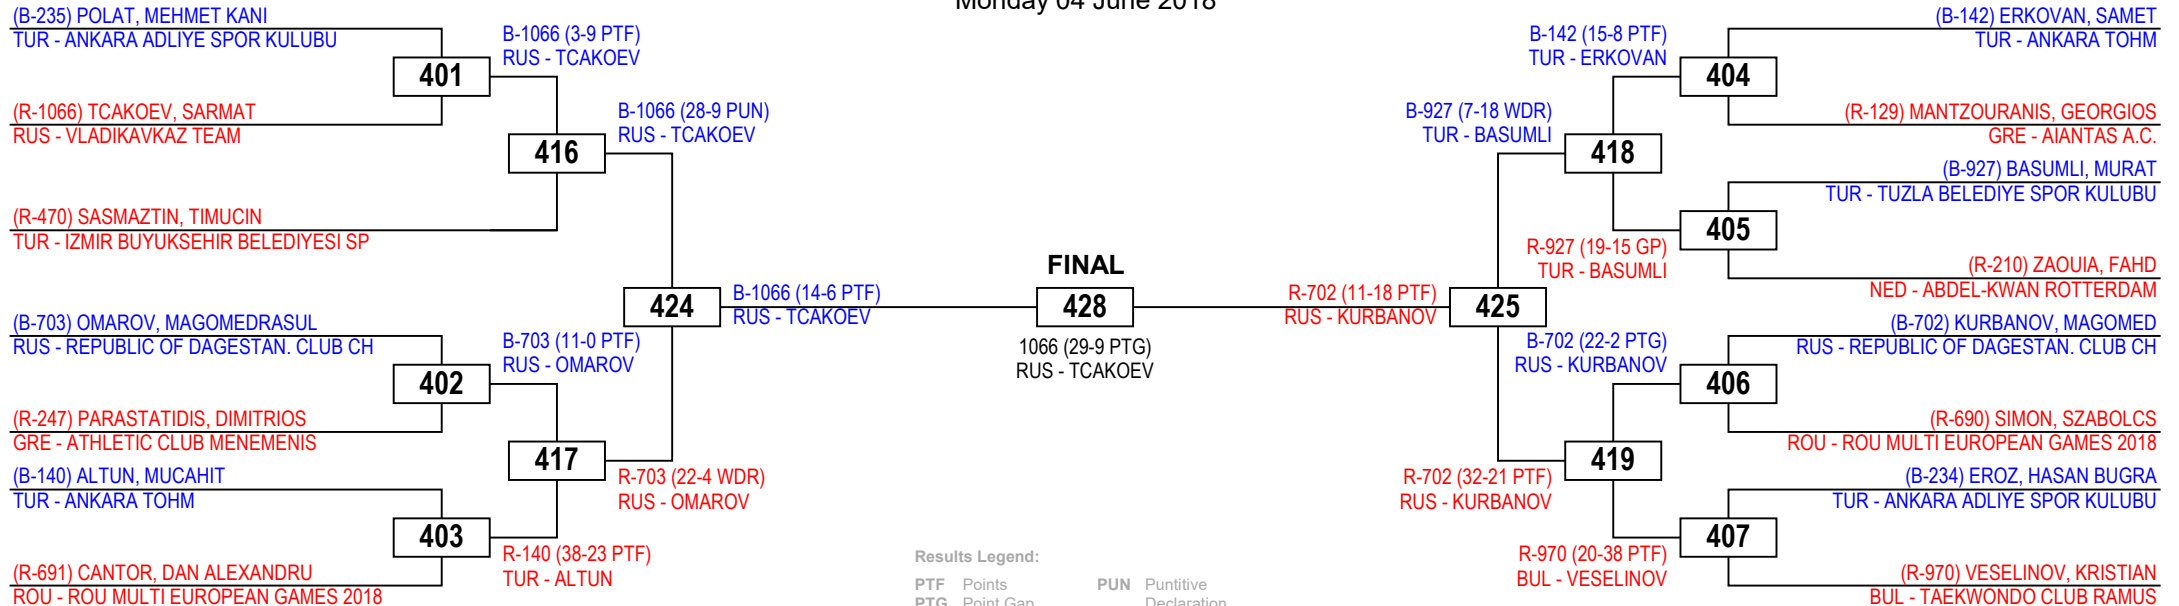 Monday 04 June 2018
(B-235) POLAT, MEHMET KANI
TUR - ANKARA ADLIYE SPOR KULUBU
401
B-1066 (3-9 PTF)
RUS - TCAKOEV
(R-1066) TCAKOEV, SARMAT
RUS - VLADIKAVKAZ TEAM
416
B-1066 (28-9 PUN)
RUS - TCAKOEV
(R-470) SASMAZTIN, TIMUCIN
TUR - IZMIR BUYUKSEHIR BELEDIYESI SP
424
B-1066 (14-6 PTF)
RUS - TCAKOEV
(B-703) OMAROV, MAGOMEDRASUL
RUS - REPUBLIC OF DAGESTAN. CLUB CH
402
B-703 (11-0 PTF)
RUS - OMAROV
(R-247) PARASTATIDIS, DIMITRIOS
GRE - ATHLETIC CLUB MENEMENIS
417
R-703 (22-4 WDR)
RUS - OMAROV
(B-140) ALTUN, MUCAHIT
TUR - ANKARA TOHM
403
R-140 (38-23 PTF)
TUR - ALTUN
(R-691) CANTOR, DAN ALEXANDRU
ROU - ROU MULTI EUROPEAN GAMES 2018
FINAL
428
1066 (29-9 PTG)
RUS - TCAKOEV
(B-142) ERKOVAN, SAMET
TUR - ANKARA TOHM
B-142 (15-8 PTF)
TUR - ERKOVAN
404
(R-129) MANTZOURANIS, GEORGIOS
GRE - AIANTAS A.C.
B-927 (7-18 WDR)
TUR - BASUMLI
418
(B-927) BASUMLI, MURAT
TUR - TUZLA BELEDIYE SPOR KULUBU
405
R-927 (19-15 GP)
TUR - BASUMLI
(R-210) ZAOUIA, FAHD
NED - ABDEL-KWAN ROTTERDAM
R-702 (11-18 PTF)
RUS - KURBANOV
425
(B-702) KURBANOV, MAGOMED
RUS - REPUBLIC OF DAGESTAN. CLUB CH
B-702 (22-2 PTG)
RUS - KURBANOV
406
(R-690) SIMON, SZABOLCS
ROU - ROU MULTI EUROPEAN GAMES 2018
R-702 (32-21 PTF)
RUS - KURBANOV
419
(B-234) EROZ, HASAN BUGRA
TUR - ANKARA ADLIYE SPOR KULUBU
407
R-970 (20-38 PTF)
BUL - VESELINOV
(R-970) VESELINOV, KRISTIAN
BUL - TAEKWONDO CLUB RAMUS
Results Legend:
PTF Points PUN Puntitive
PTG Point Gap Declaration